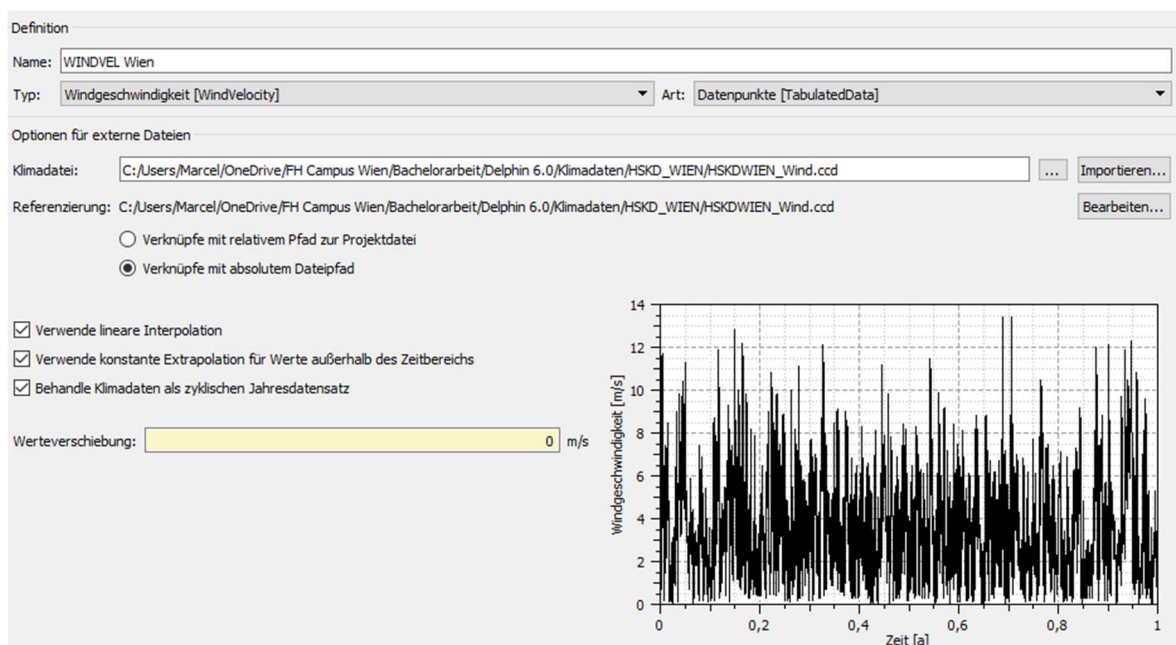 Definition
Name: WINDVEL Wien
Typ: Windgeschwindigkeit [WindVelocity] Art: Datenpunkte [TabulatedData]
Optionen für externe Dateien
Klimadatei: C:/Users/Marcel/OneDrive/FH Campus Wien/Bachelorarbeit/Delphin 6.0/Klimadaten/HSKD_WIEN/HSKDWIEN_Wind.ccd ... Importieren...
Referenzierung: C:/Users/Marcel/OneDrive/FH Campus Wien/Bachelorarbeit/Delphin 6.0/Klimadaten/HSKD_WIEN/HSKDWIEN_Wind.ccd Bearbeiten...
Verknüpfe mit relativem Pfad zur Projektdatei
Verknüpfe mit absolutem Dateipfad
Verwende lineare Interpolation
Verwende konstante Extrapolation für Werte außerhalb des Zeitbereichs
Behandle Klimadaten als zyklischen Jahresdatensatz
Werteverschiebung: 0 m/s
Windgeschwindigkeit [m/s]
14
12
10
8
6
4
2
0
0 0,2 0,4 0,6 0,8 1
Zeit [a]